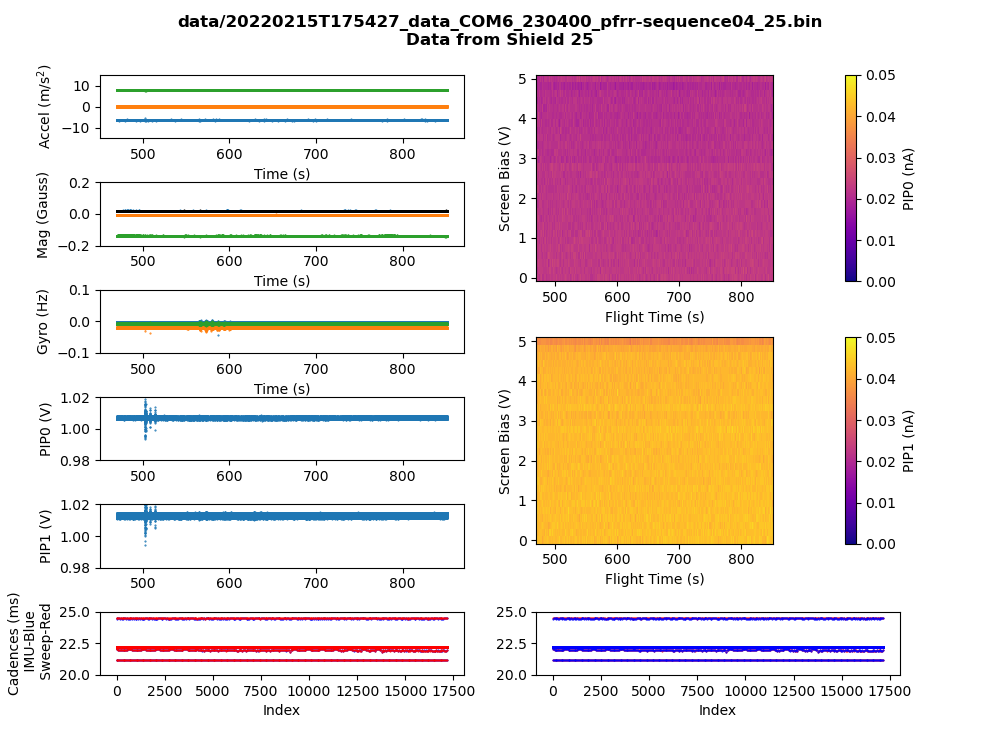 data/20220215T175427_data_COM6_230400_pfrr-sequence04_25.bin
Data from Shield 25
Accel (m/s²)
10
0
−10
500 600 700 800
Time (s)
Mag (Gauss)
0.2
0.0
−0.2
500 600 700 800
Time (s)
Gyro (Hz)
0.1
0.0
−0.1
500 600 700 800
Time (s)
PIP0 (V)
1.02
1.00
0.98
500 600 700 800
PIP1 (V)
1.02
1.00
0.98
500 600 700 800
Cadences (ms)
IMU-Blue
Sweep-Red
25.0
22.5
20.0
0 2500 5000 7500 10000 12500 15000 17500
Index
Screen Bias (V)
5
4
3
2
1
0
500 600 700 800
Flight Time (s)
0.05
0.04
0.03
0.02
0.01
0.00
PIP0 (nA)
Screen Bias (V)
5
4
3
2
1
0
500 600 700 800
Flight Time (s)
0.05
0.04
0.03
0.02
0.01
0.00
PIP1 (nA)
25.0
22.5
20.0
0 2500 5000 7500 10000 12500 15000 17500
Index